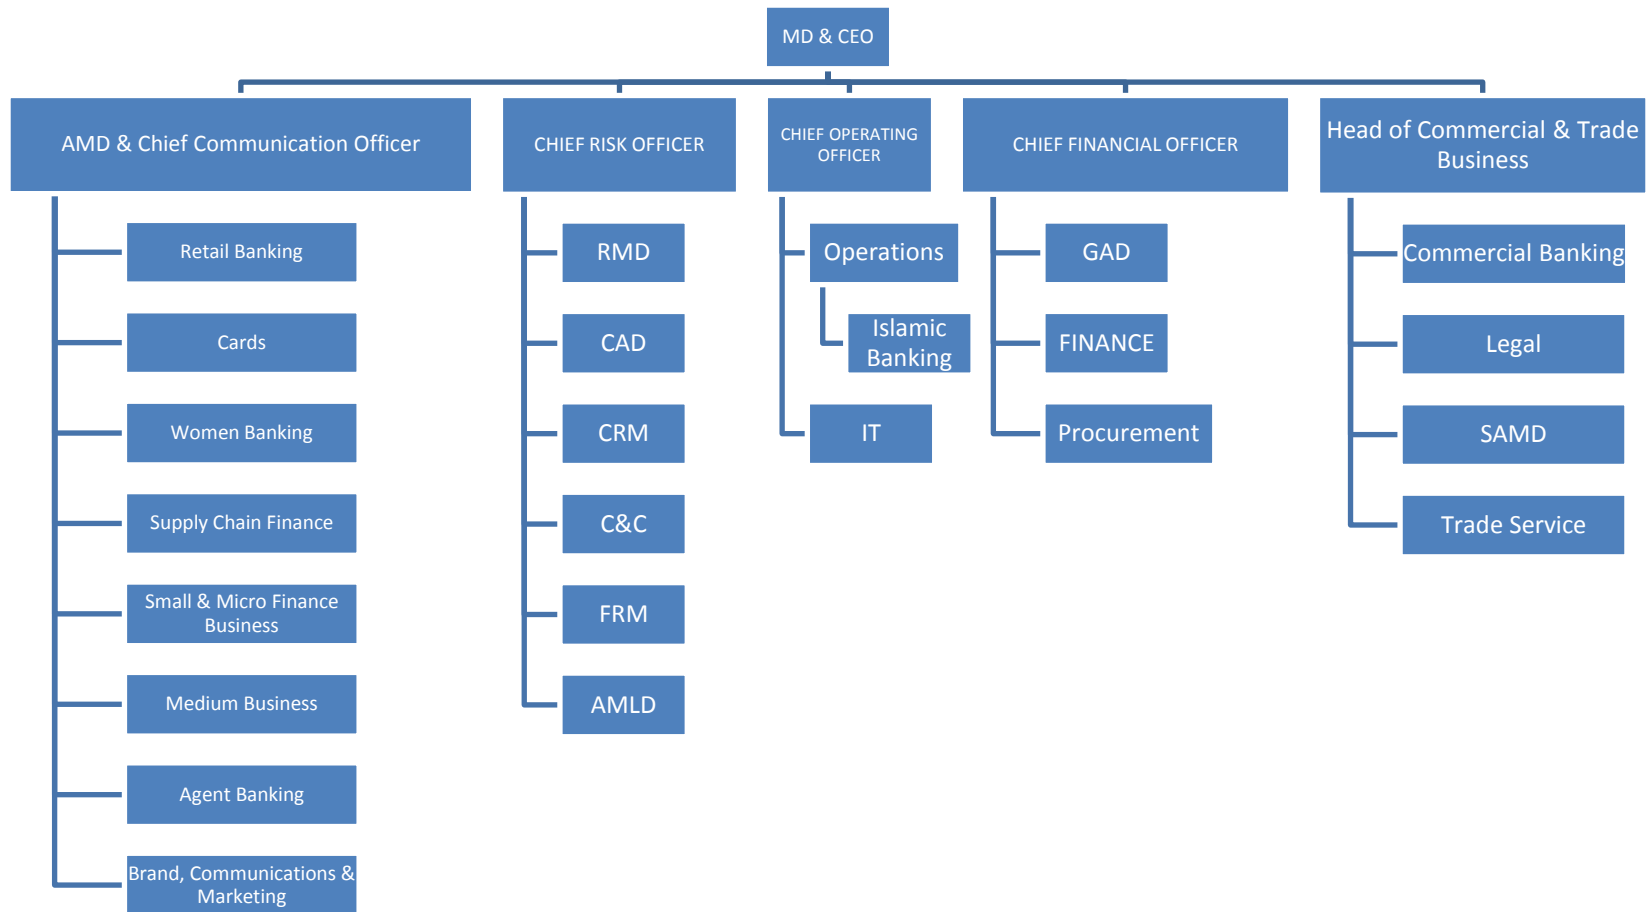 MD & CEO
AMD & Chief Communication Officer
CHIEF RISK OFFICER
CHIEF OPERATING
OFFICER
CHIEF FINANCIAL OFFICER
Head of Commercial & Trade
Business
Retail Banking
Cards
Women Banking
Supply Chain Finance
Small & Micro Finance
Business
Medium Business
Agent Banking
Brand, Communications &
Marketing
RMD
CAD
CRM
C&C
FRM
AMLD
Operations
Islamic
Banking
IT
GAD
FINANCE
Procurement
Commercial Banking
Legal
SAMD
Trade Service